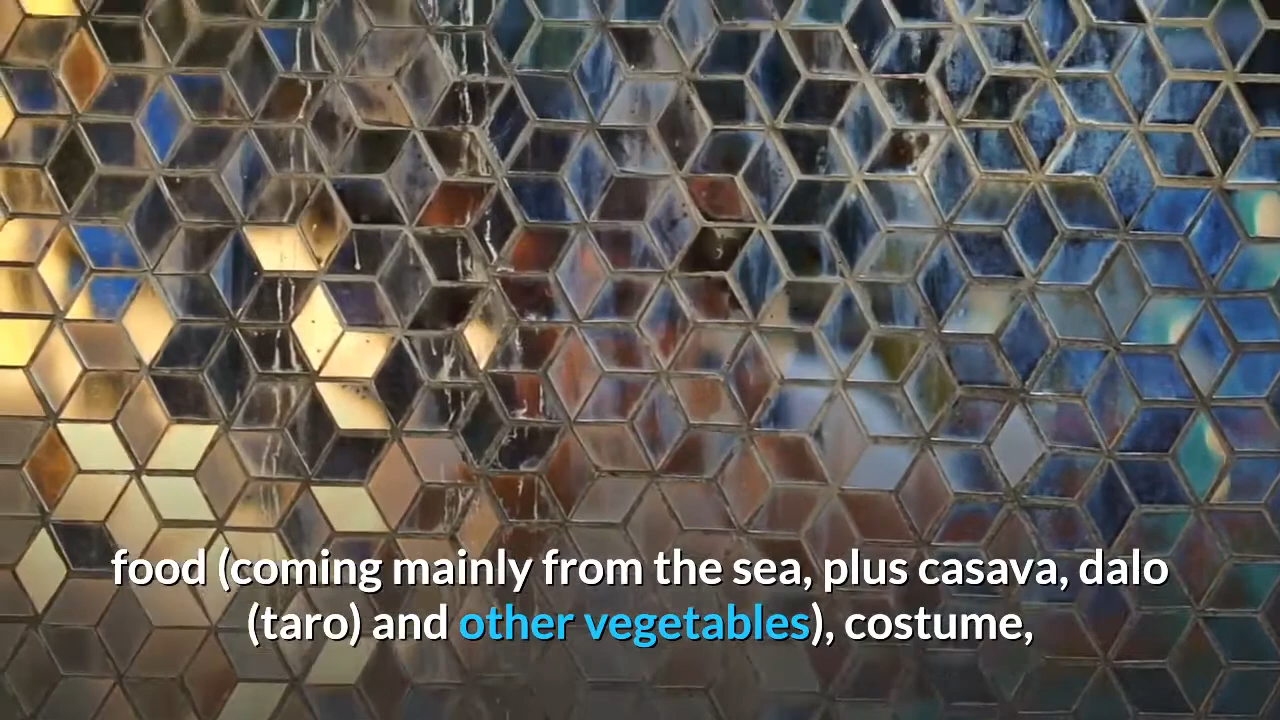 food (coming mainly from the sea, plus casava, dalo
(taro) and other vegetables), costume,